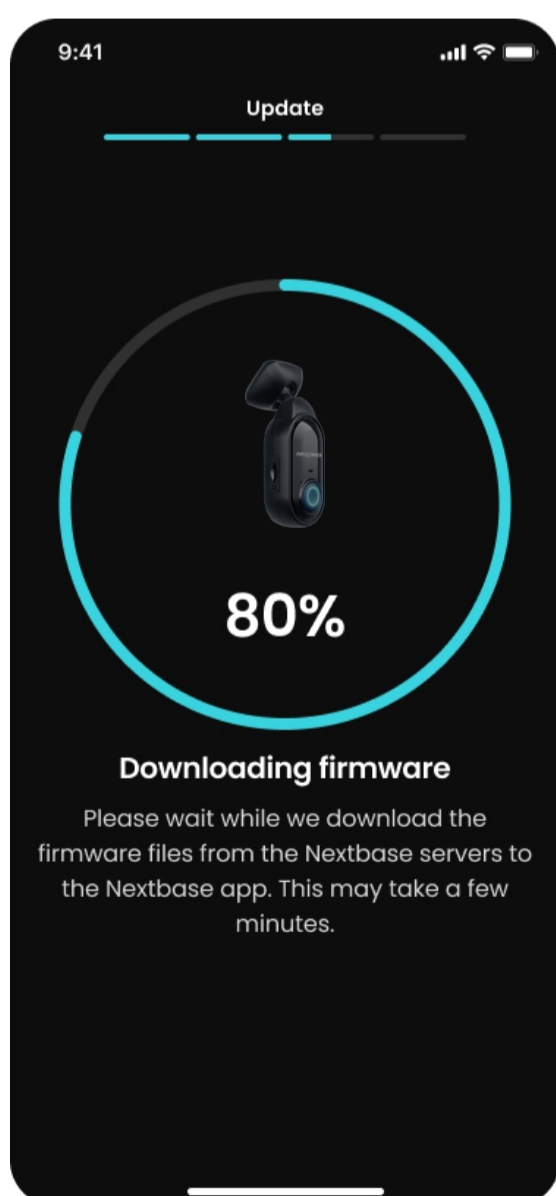 9:41
Update
80%
Downloading firmware
Please wait while we download the
firmware files from the Nextbase servers to
the Nextbase app. This may take a few
minutes.